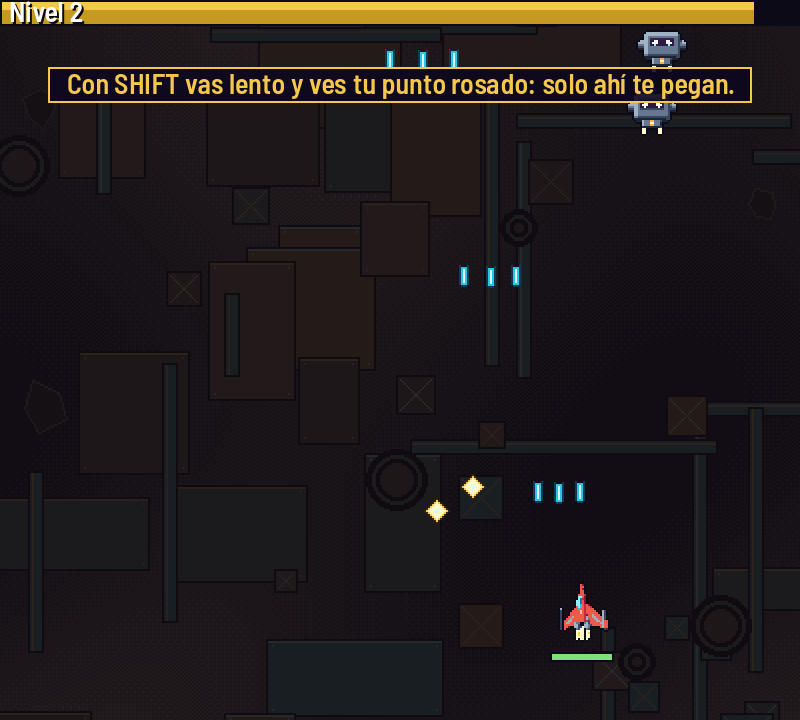 Nivel 2
Con SHIFT vas lento y ves tu punto rosado: solo ahí te pegan.